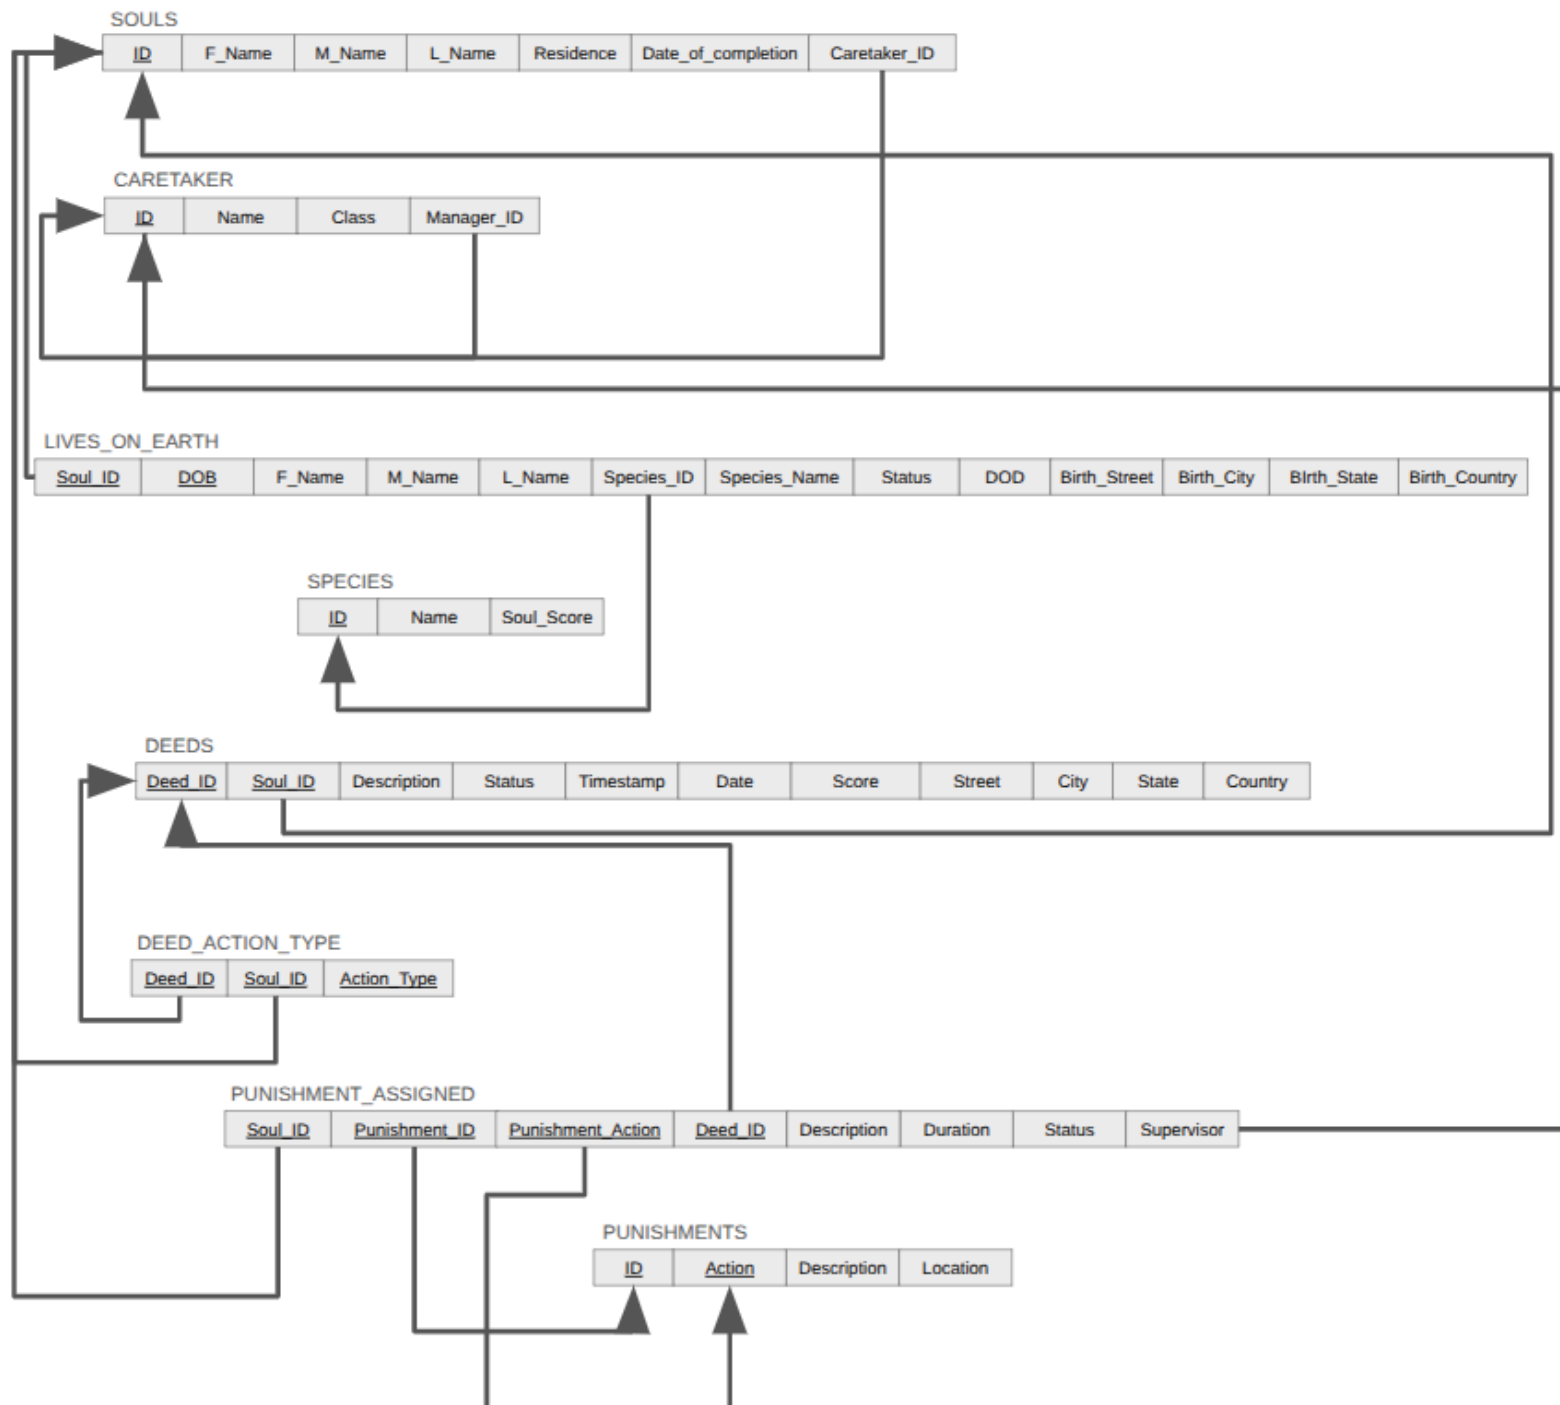 SOULS
ID F_Name M_Name L_Name Residence Date_of_completion Caretaker_ID
CARETAKER
ID Name Class Manager_ID
LIVES_ON_EARTH
Soul_ID DOB F_Name M_Name L_Name Species_ID Species_Name Status DOD Birth_Street Birth_City BIrth_State Birth_Country
SPECIES
ID Name Soul_Score
DEEDS
Deed_ID Soul_ID Description Status Timestamp Date Score Street City State Country
DEED_ACTION_TYPE
Deed_ID Soul_ID Action_Type
PUNISHMENT_ASSIGNED
Soul_ID Punishment_ID Punishment_Action Deed_ID Description Duration Status Supervisor
PUNISHMENTS
ID Action Description Location